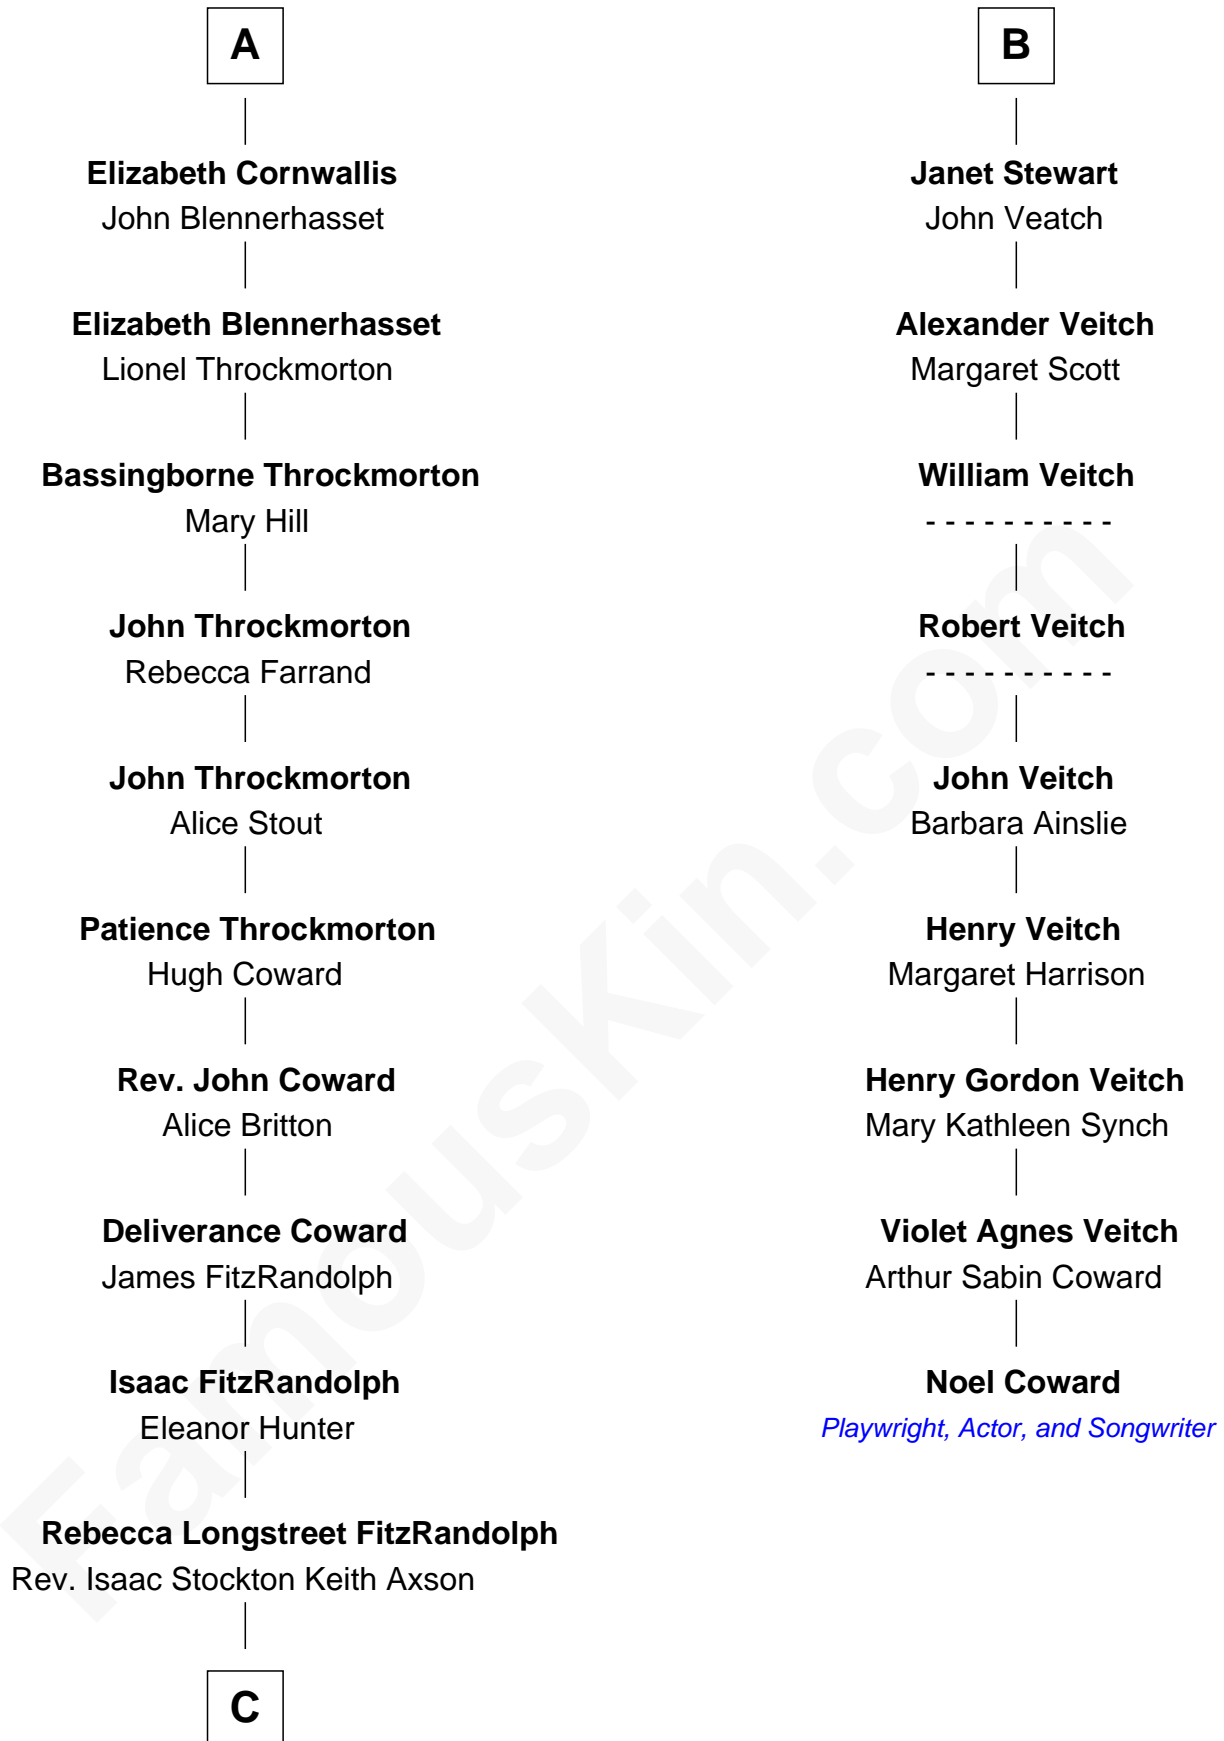 A
Elizabeth Cornwallis
John Blennerhasset
Elizabeth Blennerhasset
Lionel Throckmorton
Bassingborne Throckmorton
Mary Hill
John Throckmorton
Rebecca Farrand
John Throckmorton
Alice Stout
Patience Throckmorton
Hugh Coward
Rev. John Coward
Alice Britton
Deliverance Coward
James FitzRandolph
Isaac FitzRandolph
Eleanor Hunter
Rebecca Longstreet FitzRandolph
Rev. Isaac Stockton Keith Axson
C
B
Janet Stewart
John Veatch
Alexander Veitch
Margaret Scott
William Veitch
- - - - - - - - - -
Robert Veitch
- - - - - - - - - -
John Veitch
Barbara Ainslie
Henry Veitch
Margaret Harrison
Henry Gordon Veitch
Mary Kathleen Synch
Violet Agnes Veitch
Arthur Sabin Coward
Noel Coward
Playwright, Actor, and Songwriter
FamousKin.com